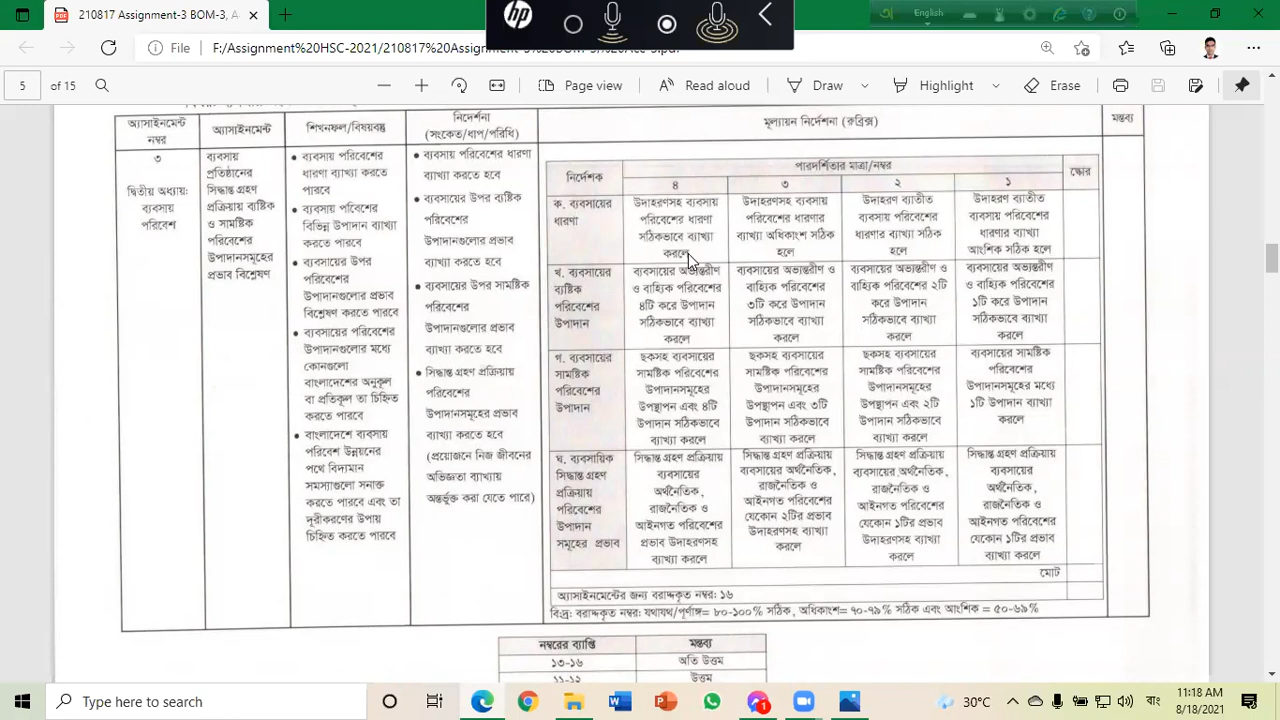 210817 Assignment-3 BOM-3, A
English
File
F:/Assignment%20HSC
2021/210817%20Assig
5
of 15
Page view
Read aloud
Draw
Highlight
Erase
অ্যাসাইনমেন্ট নম্বর
অ্যাসাইনমেন্ট
শিখনফল/বিষয়বস্তু
নির্দেশনা
(সংকেত/ধাপ/পরিধি)
মূল্যায়ন নির্দেশনা (রুব্রিক্স)
মন্তব্য
৩
দ্বিতীয় অধ্যায়:
ব্যবসায়
পরিবেশ
ব্যবসায়
প্রতিষ্ঠানের
সিদ্ধান্ত গ্রহণ
প্রক্রিয়ায় ব্যষ্টিক
ও সামষ্টিক
পরিবেশের
উপাদানসমূহের
প্রভাব বিশ্লেষণ
• ব্যবসায় পরিবেশের
ধারণা ব্যাখ্যা করতে
পারবে
• ব্যবসায় পবিেশের
বিভিন্ন উপাদান ব্যাখ্যা
করতে পারবে
• ব্যবসায়ের উপর
পরিবেশের
উপাদানগুলোর প্রভাব
বিশ্লেষণ করতে পারবে
• ব্যবসায়ের পরিবেশের
উপাদানগুলোর মধ্যে
কোনগুলো
বাংলাদেশের অনুকূল
বা প্রতিকূল তা চিহ্নিত
করতে পারবে
• বাংলাদেশে ব্যবসায়
পরিবেশ উন্নয়নের
পথে বিদ্যমান
সমস্যাগুলো সনাক্ত
করতে পারবে এবং তা
দূরীকরণের উপায়
চিহ্নিত করতে পারবে
• ব্যবসায় পরিবেশের ধারণা
ব্যাখ্যা করতে হবে
• ব্যবসায়ের উপর ব্যষ্টিক
পরিবেশের
উপাদানগুলোর প্রভাব
ব্যাখ্যা করতে হবে
• ব্যবসায়ের উপর সামষ্টিক
পরিবেশের
উপাদানগুলোর প্রভাব
ব্যাখ্যা করতে হবে
• সিদ্ধান্ত গ্রহণ প্রক্রিয়ায়
পরিবেশের
উপাদানসমূহের প্রভাব
ব্যাখ্যা করতে হবে
(প্রয়োজনে নিজ জীবনের
অভিজ্ঞতা ব্যাখ্যায়
অন্তর্ভূক্ত করা যেতে পারে)
নির্দেশক
পারদর্শিতার মাত্রা/নম্বর
স্কোর
৪
৩
২
১
ক. ব্যবসায়ের
ধারণা
উদাহরণসহ ব্যবসায়
পরিবেশের ধারণা
সঠিকভাবে ব্যাখ্যা
করলে
উদাহরণসহ ব্যবসায়
পরিবেশের ধারণার
ব্যাখ্যা অধিকাংশ সঠিক
হলে
উদাহরণ ব্যাতীত
ব্যবসায় পরিবেশের
ধারণার ব্যাখ্যা সঠিক
হলে
উদাহরণ ব্যাতীত
ব্যবসায় পরিবেশের
ধারণার ব্যাখ্যা
আংশিক সঠিক হলে
খ. ব্যবসায়ের
ব্যষ্টিক
পরিবেশের
উপাদান
ব্যবসায়ের অভ্যন্তরীণ
ও বাহ্যিক পরিবেশের
৪টি করে উপাদান
সঠিকভাবে ব্যাখ্যা
করলে
ব্যবসায়ের অভ্যন্তরীণ ও
বাহ্যিক পরিবেশের
৩টি করে উপাদান
সঠিকভাবে ব্যাখ্যা
করলে
ব্যবসায়ের অভ্যন্তরীণ ও
বাহ্যিক পরিবেশের ২টি
করে উপাদান
সঠিকভাবে ব্যাখ্যা
করলে
ব্যবসায়ের অভ্যন্তরীণ
ও বাহ্যিক পরিবেশের
১টি করে উপাদান
সঠিকভাবে ব্যাখ্যা
করলে
গ. ব্যবসায়ের
সামষ্টিক
পরিবেশের
উপাদান
ছকসহ ব্যবসায়ের
সামষ্টিক পরিবেশের
উপাদানসমূহের
উপস্থাপন এবং ৪টি
উপাদান সঠিকভাবে
ব্যাখ্যা করলে
ছকসহ ব্যবসায়ের
সামষ্টিক পরিবেশের
উপাদানসমূহের
উপস্থাপন এবং ৩টি
উপাদান সঠিকভাবে
ব্যাখ্যা করলে
ছকসহ ব্যবসায়ের
সামষ্টিক পরিবেশের
উপাদানসমূহের
উপস্থাপন এবং ২টি
উপাদান সঠিকভাবে
ব্যাখ্যা করলে
ব্যবসায়ের সামষ্টিক
পরিবেশের
উপাদানসমূহের মধ্যে
১টি উপাদান ব্যাখ্যা
করলে
ঘ. ব্যবসায়িক
সিদ্ধান্ত গ্রহণ
প্রক্রিয়ায়
পরিবেশের
উপাদান
সমূহের প্রভাব
সিদ্ধান্ত গ্রহণ প্রক্রিয়ায়
ব্যবসায়ের
অর্থনৈতিক,
রাজনৈতিক ও
আইনগত পরিবেশের
প্রভাব উদাহরণসহ
ব্যাখ্যা করলে
সিদ্ধান্ত গ্রহণ প্রক্রিয়ায়
ব্যবসায়ের অর্থনৈতিক,
রাজনৈতিক ও
আইনগত পরিবেশের
যেকোন ২টির প্রভাব
উদাহরণসহ ব্যাখ্যা
করলে
সিদ্ধান্ত গ্রহণ প্রক্রিয়ায়
ব্যবসায়ের অর্থনৈতিক,
রাজনৈতিক ও
আইনগত পরিবেশের
যেকোন ১টির প্রভাব
উদাহরণসহ ব্যাখ্যা
করলে
সিদ্ধান্ত গ্রহণ প্রক্রিয়ায়
ব্যবসায়ের
অর্থনৈতিক,
রাজনৈতিক ও
আইনগত পরিবেশের
যেকোন ১টির প্রভাব
ব্যাখ্যা করলে
মোট
অ্যাসাইনমেন্টের জন্য বরাদ্দকৃত নম্বর: ১৬
বি:দ্র: বরাদ্দকৃত নম্বর: যথাযথ/পূর্ণাঙ্গ= ৮০-১০০% সঠিক, অধিকাংশ= ৭০-৭৯% সঠিক এবং আংশিক = ৫০-৬৯%
নম্বরের ব্যাপ্তি
মন্তব্য
১৩-১৬
অতি উত্তম
১১-১২
উত্তম
Type here to search
30°C
বাং
11:18 AM
8/18/2021